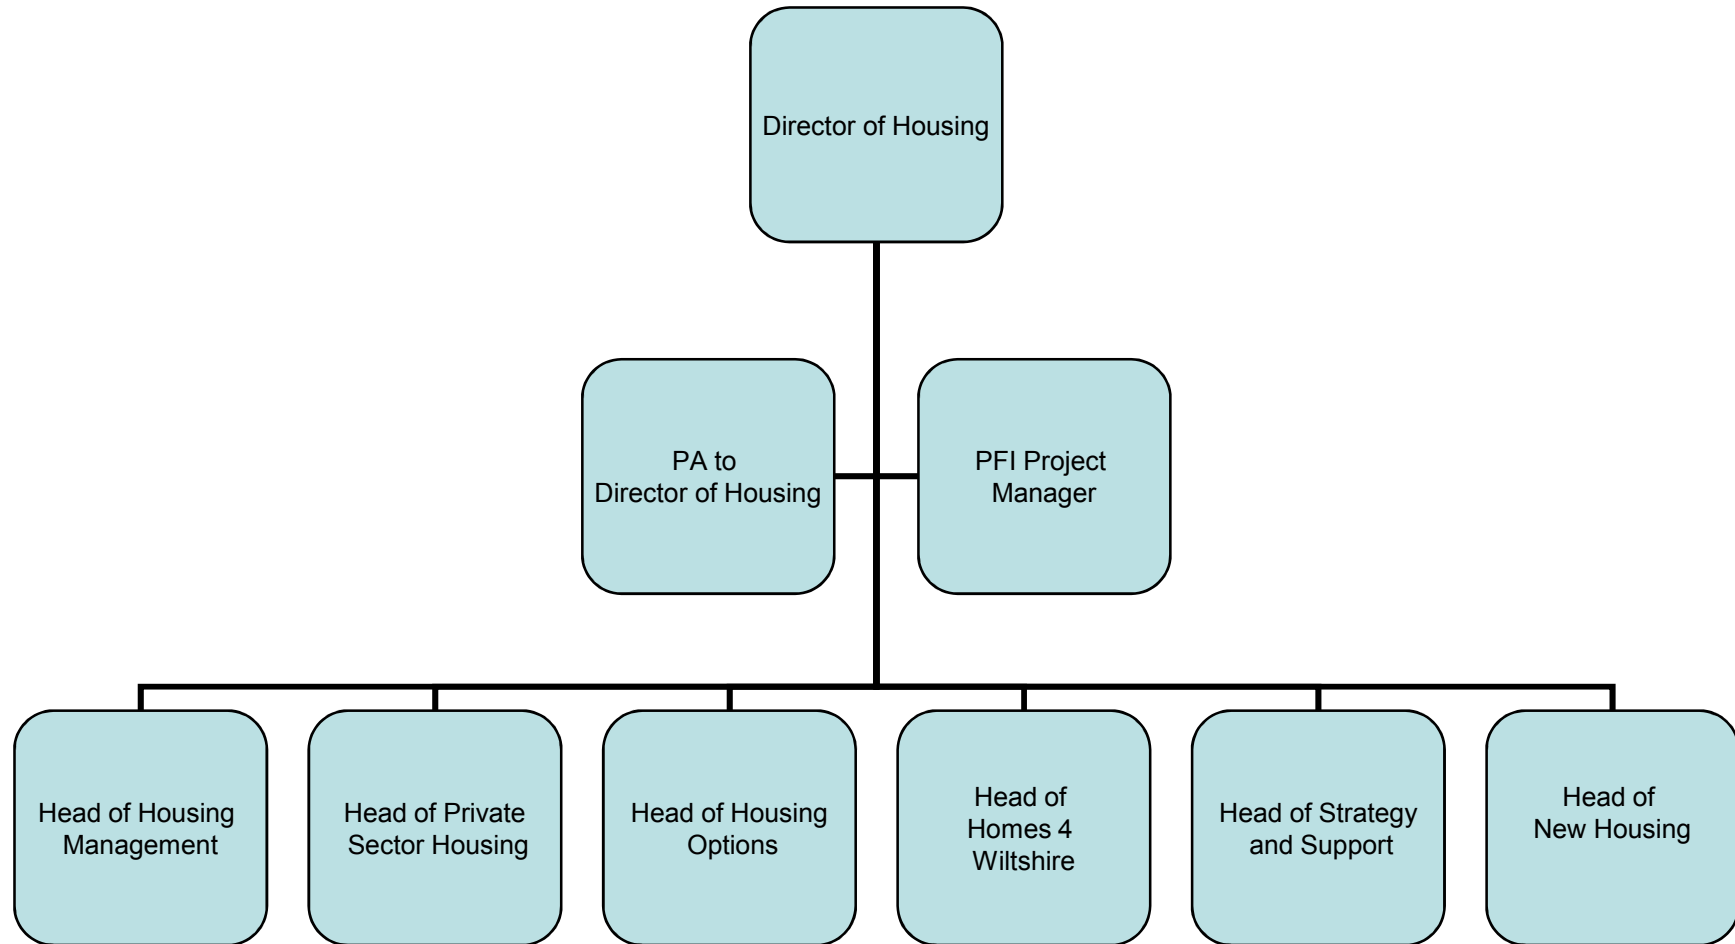 Director of Housing
PA to
Director of Housing
PFI Project
Manager
Head of Housing
Management
Head of Private
Sector Housing
Head of Housing
Options
Head of
Homes 4
Wiltshire
Head of Strategy
and Support
Head of
New Housing